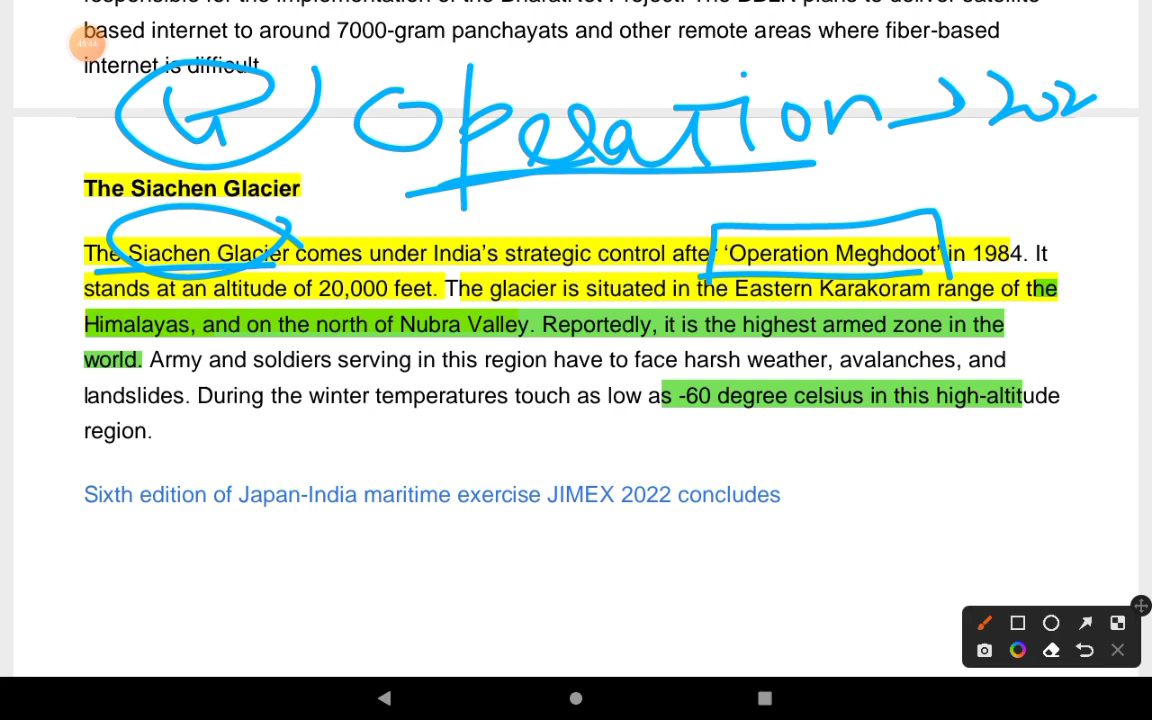 based internet to around 7000-gram panchayats and other remote areas where fiber-based
49:44
internet is difficult
Operation → 202
The Siachen Glacier
The Siachen Glacier comes under India's strategic control after 'Operation Meghdoot' in 1984. It
stands at an altitude of 20,000 feet. The glacier is situated in the Eastern Karakoram range of the
Himalayas, and on the north of Nubra Valley. Reportedly, it is the highest armed zone in the
world. Army and soldiers serving in this region have to face harsh weather, avalanches, and
landslides. During the winter temperatures touch as low as -60 degree celsius in this high-altitude
region.
Sixth edition of Japan-India maritime exercise JIMEX 2022 concludes